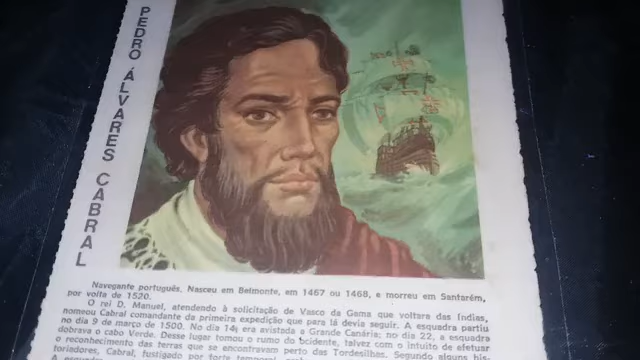 PEDRO ÁLVARES CABRAL
Navegante português. Nasceu em Belmonte, em 1467 ou 1468, e morreu em Santarém,
por volta de 1520.
O rei D. Manuel, atendendo à solicitação de Vasco da Gama que voltara das Índias,
nomeou Cabral comandante da primeira expedição que para lá devia seguir. A esquadra partiu
no dia 9 de março de 1500. No dia 14 era avistada a Grande Canária; no dia 22, a esquadra
dobrava o cabo Verde. Desse lugar tomou o rumo do ocidente, talvez com o intuito de efetuar
o reconhecimento das terras que se encontravam perto das Tordesilhas. Segundo alguns his-
toriadores, Cabral, fustigado por forte